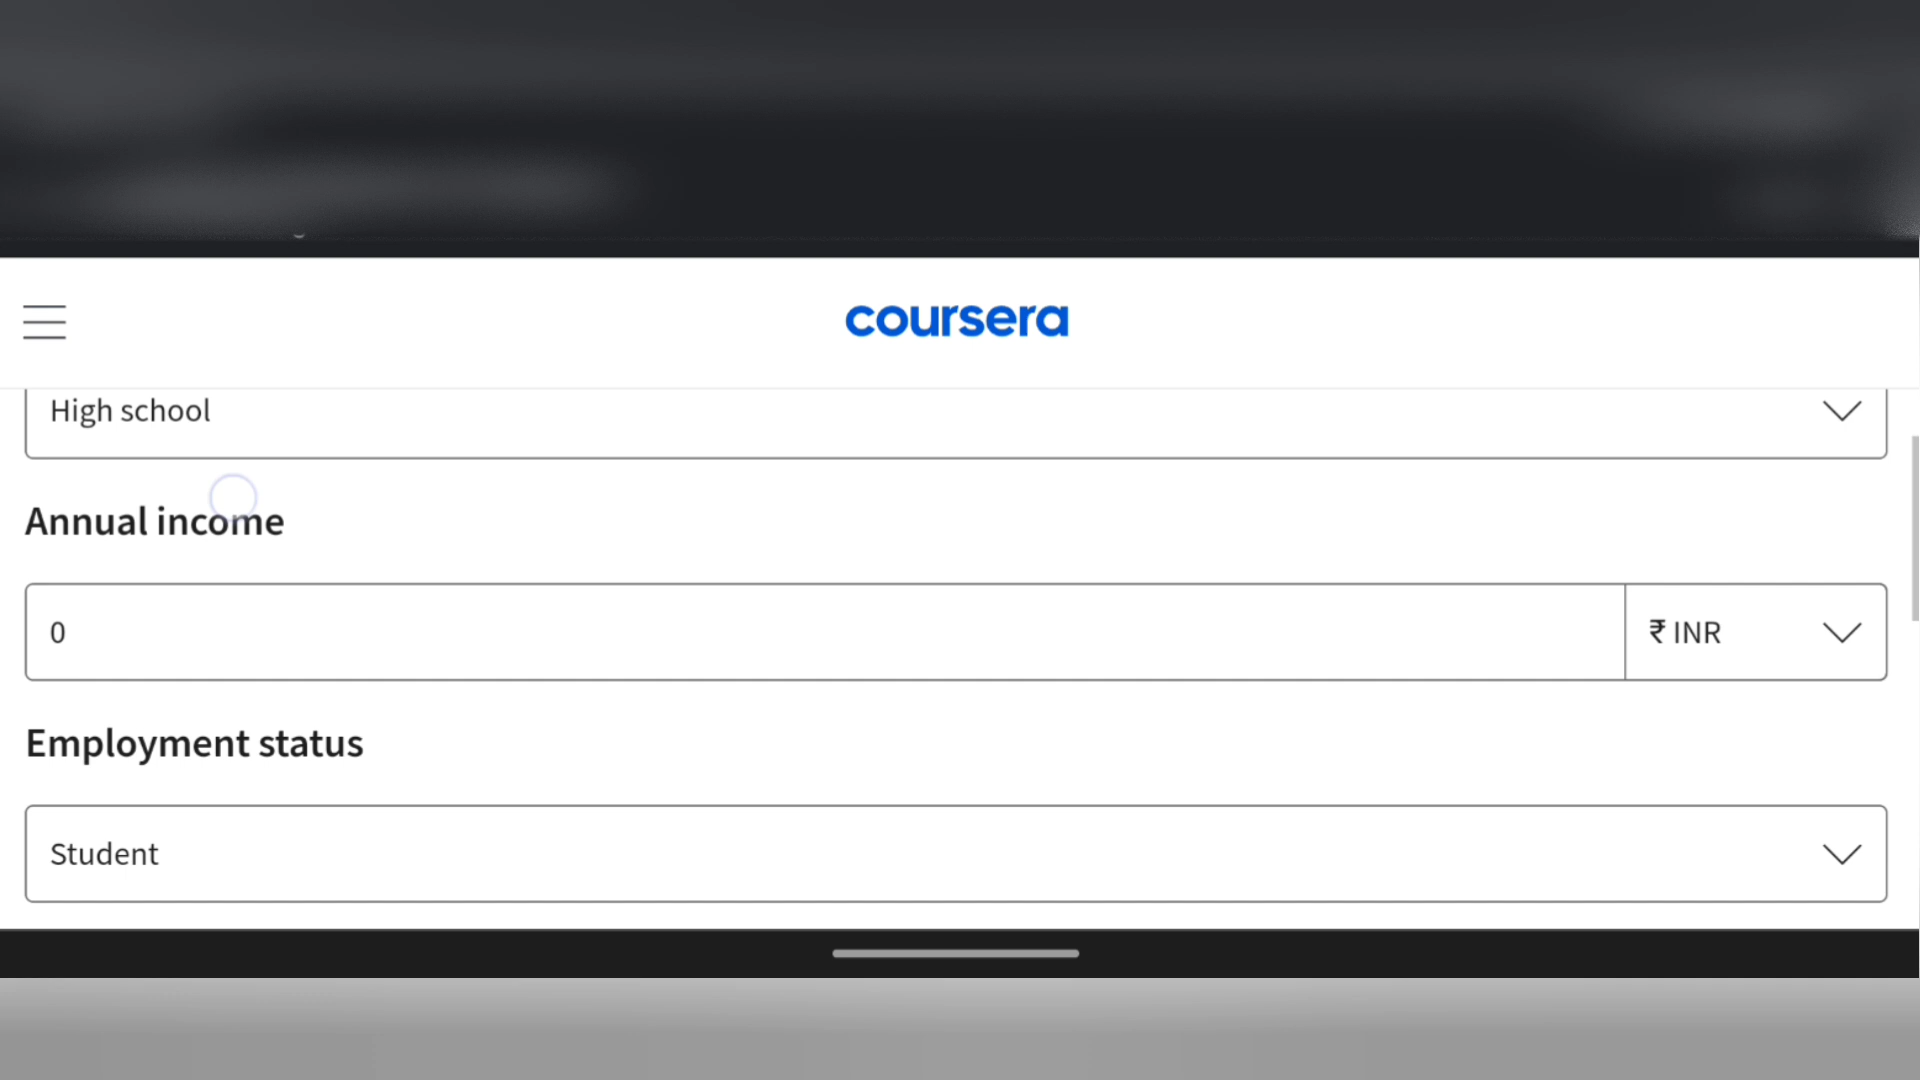 coursera
High school
Annual income
0
₹ INR
Employment status
Student